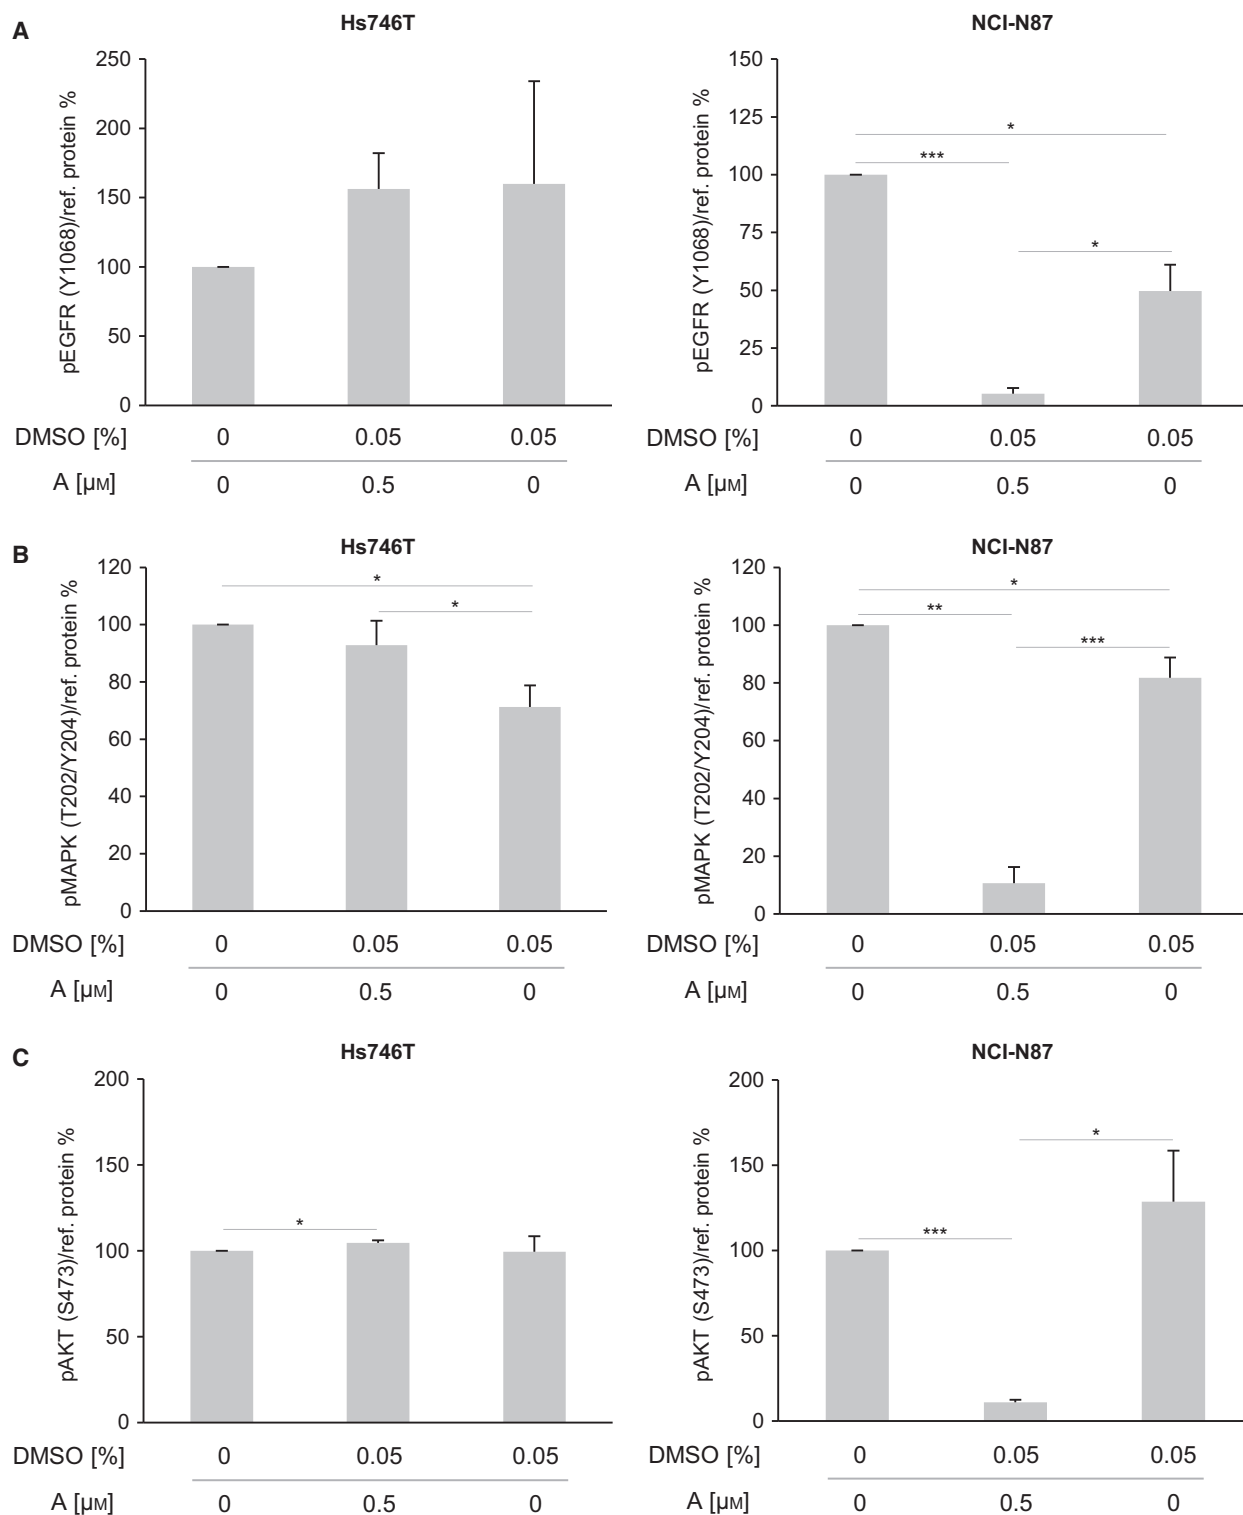 A
Hs746T
pEGFR (Y1068)/ref. protein %
250
200
150
100
50
0
DMSO [%] 0 0.05 0.05
A [µM] 0 0.5 0
NCI-N87
pEGFR (Y1068)/ref. protein %
150
125
100
75
50
25
0
*
***
*
DMSO [%] 0 0.05 0.05
A [µM] 0 0.5 0
B
Hs746T
pMAPK (T202/Y204)/ref. protein %
120
100
80
60
40
20
0
*
*
DMSO [%] 0 0.05 0.05
A [µM] 0 0.5 0
NCI-N87
pMAPK (T202/Y204)/ref. protein %
120
100
80
60
40
20
0
*
**
***
DMSO [%] 0 0.05 0.05
A [µM] 0 0.5 0
C
Hs746T
pAKT (S473)/ref. protein %
200
150
100
50
0
*
DMSO [%] 0 0.05 0.05
A [µM] 0 0.5 0
NCI-N87
pAKT (S473)/ref. protein %
200
150
100
50
0
*
***
DMSO [%] 0 0.05 0.05
A [µM] 0 0.5 0